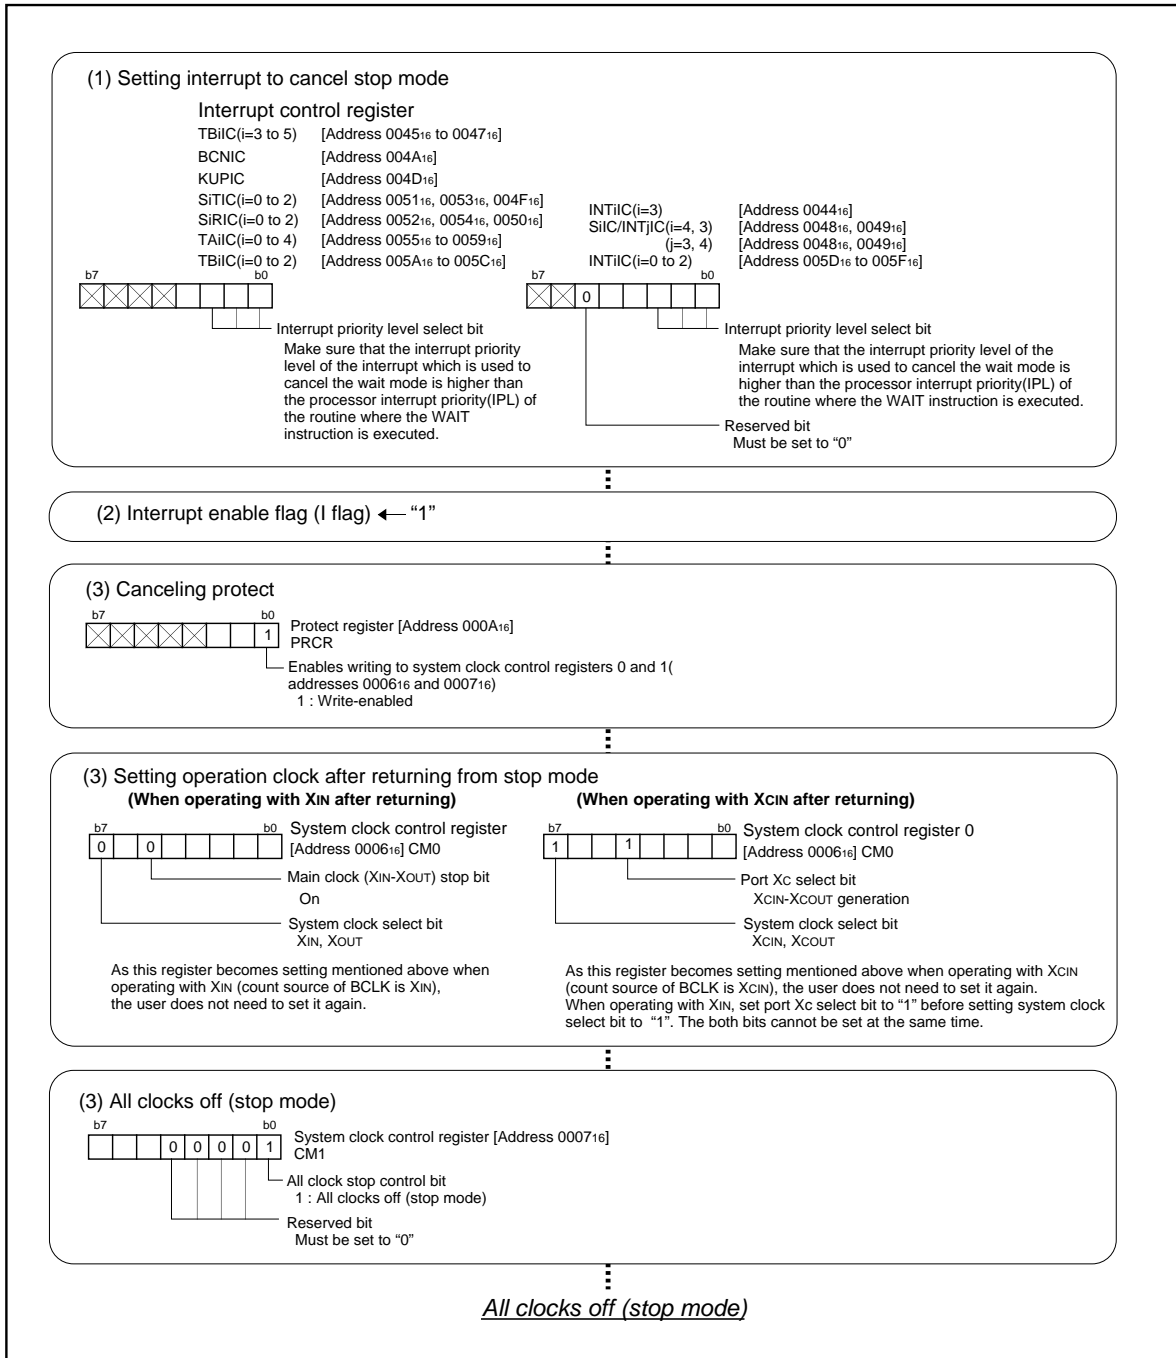 (1) Setting interrupt to cancel stop mode
Interrupt control register
TBiIC(i=3 to 5) [Address 004516 to 004716]
BCNIC [Address 004A16]
KUPIC [Address 004D16]
SiTIC(i=0 to 2) [Address 005116, 005316, 004F16]
SiRIC(i=0 to 2) [Address 005216, 005416, 005016]
TAiIC(i=0 to 4) [Address 005516 to 005916]
TBiIC(i=0 to 2) [Address 005A16 to 005C16]
b7 b0
Interrupt priority level select bit
Make sure that the interrupt priority
level of the interrupt which is used to
cancel the wait mode is higher than
the processor interrupt priority(IPL) of
the routine where the WAIT
instruction is executed.
INTiIC(i=3) [Address 004416]
SiIC/INTjIC(i=4, 3) [Address 004816, 004916]
(j=3, 4) [Address 004816, 004916]
INTiIC(i=0 to 2) [Address 005D16 to 005F16]
b7 b0
0
Interrupt priority level select bit
Make sure that the interrupt priority level of the
interrupt which is used to cancel the wait mode is
higher than the processor interrupt priority(IPL) of
the routine where the WAIT instruction is executed.
Reserved bit
Must be set to “0”
(2) Interrupt enable flag (I flag) ← “1”
(3) Canceling protect
b7 b0
1
Protect register [Address 000A16]
PRCR
Enables writing to system clock control registers 0 and 1(
addresses 000616 and 000716)
1 : Write-enabled
(3) Setting operation clock after returning from stop mode
(When operating with XIN after returning)
b7 b0
0 0
System clock control register
[Address 000616] CM0
Main clock (XIN-XOUT) stop bit
On
System clock select bit
XIN, XOUT
As this register becomes setting mentioned above when
operating with XIN (count source of BCLK is XIN),
the user does not need to set it again.
(When operating with XCIN after returning)
b7 b0
1 1
System clock control register 0
[Address 000616] CM0
Port XC select bit
XCIN-XCOUT generation
System clock select bit
XCIN, XCOUT
As this register becomes setting mentioned above when operating with XCIN
(count source of BCLK is XCIN), the user does not need to set it again.
When operating with XIN, set port Xc select bit to “1” before setting system clock
select bit to “1”. The both bits cannot be set at the same time.
(3) All clocks off (stop mode)
b7 b0
0 0 0 0 1
System clock control register [Address 000716]
CM1
All clock stop control bit
1 : All clocks off (stop mode)
Reserved bit
Must be set to “0”
All clocks off (stop mode)